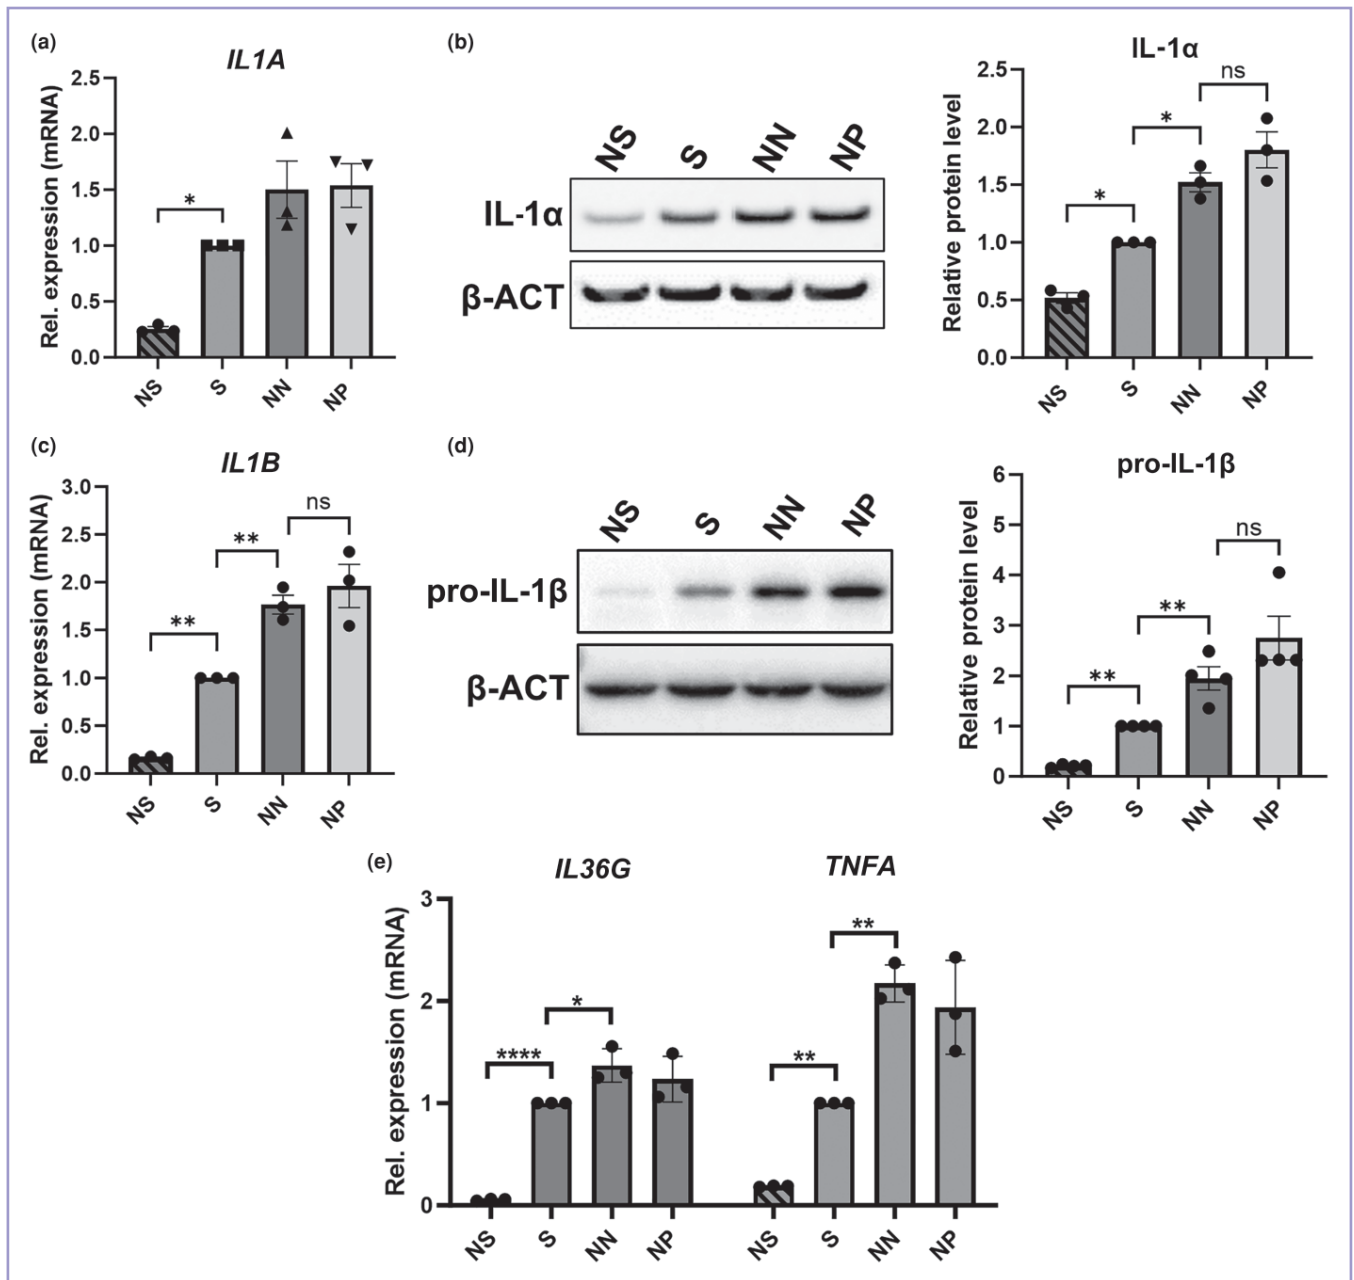 (a)
IL1A
Rel. expression (mRNA)
2.5
2.0
1.5
1.0
0.5
0.0
*
NS S NN NP
(b)
NS S NN NP
IL-1α
β-ACT
IL-1α
Relative protein level
2.5
2.0
1.5
1.0
0.5
0.0
* * ns
NS S NN NP
(c)
IL1B
Rel. expression (mRNA)
3.0
2.5
2.0
1.5
1.0
0.5
0.0
** ** ns
NS S NN NP
(d)
NS S NN NP
pro-IL-1β
β-ACT
pro-IL-1β
Relative protein level
6
5
4
3
2
1
0
** ** ns
NS S NN NP
(e)
IL36G TNFA
Rel. expression (mRNA)
3
2
1
0
**** * ** **
NS S NN NP NS S NN NP